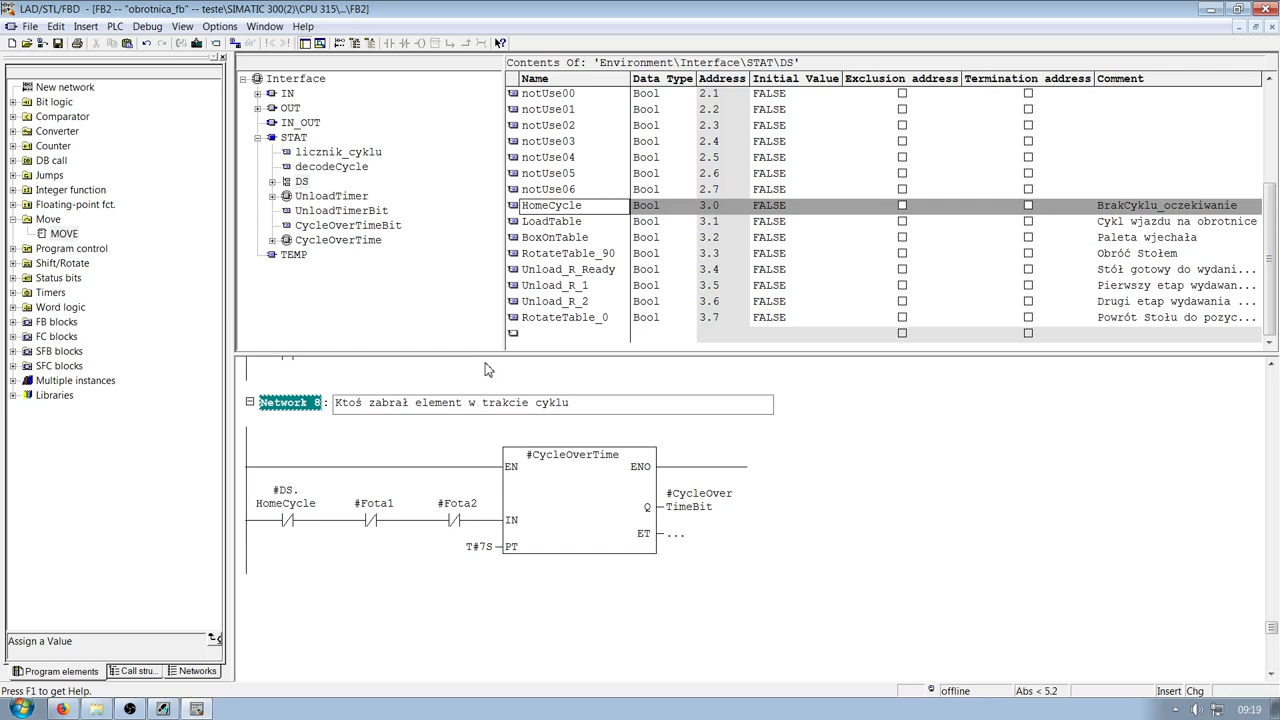 LAD/STL/FBD - [FB2 -- "obrotnica_fb" -- teste\SIMATIC 300(2)\CPU 315\...\FB2]
File Edit Insert PLC Debug View Options Window Help
New network
Bit logic
Comparator
Converter
Counter
DB call
Jumps
Integer function
Floating-point fct.
Move
MOVE
Program control
Shift/Rotate
Status bits
Timers
Word logic
FB blocks
FC blocks
SFB blocks
SFC blocks
Multiple instances
Libraries
Assign a Value
Program elements Call stru... Networks
Interface
IN
OUT
IN_OUT
STAT
licznik_cyklu
decodeCycle
DS
UnloadTimer
UnloadTimerBit
CycleOverTimeBit
CycleOverTime
TEMP
Contents Of: 'Environment\Interface\STAT\DS'
Name Data Type Address Initial Value Exclusion address Termination address Comment
notUse00 Bool 2.1 FALSE
notUse01 Bool 2.2 FALSE
notUse02 Bool 2.3 FALSE
notUse03 Bool 2.4 FALSE
notUse04 Bool 2.5 FALSE
notUse05 Bool 2.6 FALSE
notUse06 Bool 2.7 FALSE
HomeCycle Bool 3.0 FALSE BrakCyklu_oczekiwanie
LoadTable Bool 3.1 FALSE Cykl wjazdu na obrotnice
BoxOnTable Bool 3.2 FALSE Paleta wjechała
RotateTable_90 Bool 3.3 FALSE Obróć Stołem
Unload_R_Ready Bool 3.4 FALSE Stół gotowy do wydani...
Unload_R_1 Bool 3.5 FALSE Pierwszy etap wydawania
Unload_R_2 Bool 3.6 FALSE Drugi etap wydawania
RotateTable_0 Bool 3.7 FALSE Powrót Stołu do pozyc...
Network 8 : Ktoś zabrał element w trakcie cyklu
#CycleOverTime
EN ENO
#DS.
HomeCycle #Fota1 #Fota2
#CycleOver
TimeBit
Q
IN
ET ...
T#7S PT
Press F1 to get Help.
offline Abs < 5.2 Insert Chg
09:19